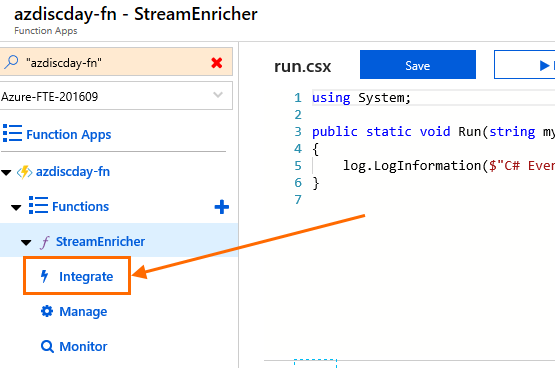 azdiscday-fn - StreamEnricher
Function Apps
"azdiscday-fn"
Azure-FTE-201609
Function Apps
azdiscday-fn
Functions
StreamEnricher
Integrate
Manage
Monitor
run.csx
Save
1 using System;
2
3 public static void Run(string my
4 {
5 log.LogInformation($"C# Even
6 }
7